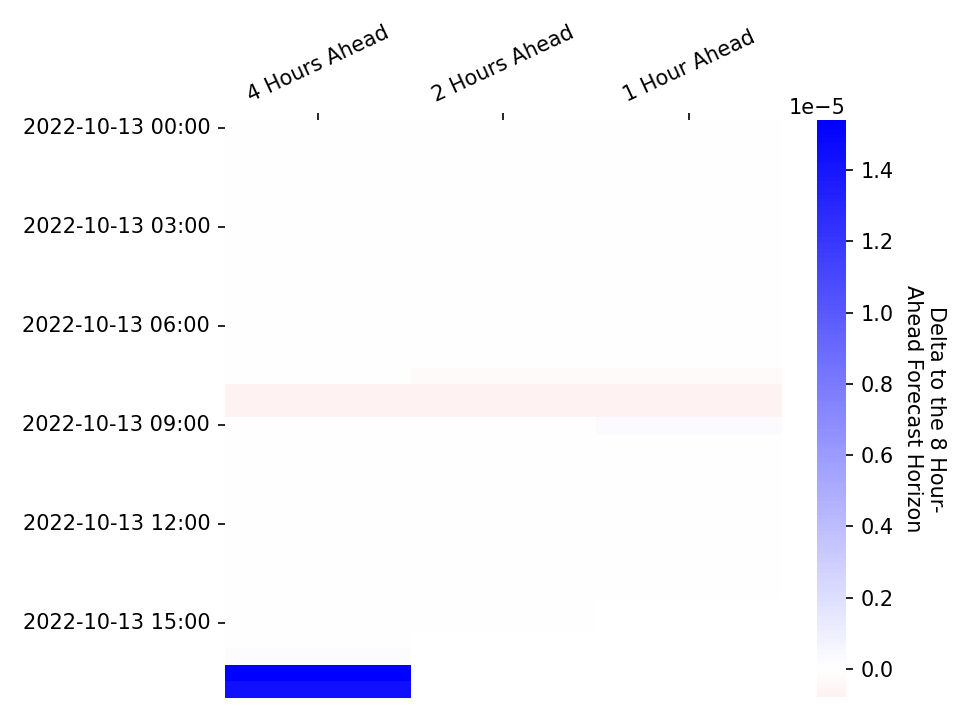 4 Hours Ahead
2 Hours Ahead
1 Hour Ahead
1e−5
2022-10-13 00:00
2022-10-13 03:00
2022-10-13 06:00
2022-10-13 09:00
2022-10-13 12:00
2022-10-13 15:00
1.4
1.2
1.0
0.8
0.6
0.4
0.2
0.0
Delta to the 8 Hour-
Ahead Forecast Horizon